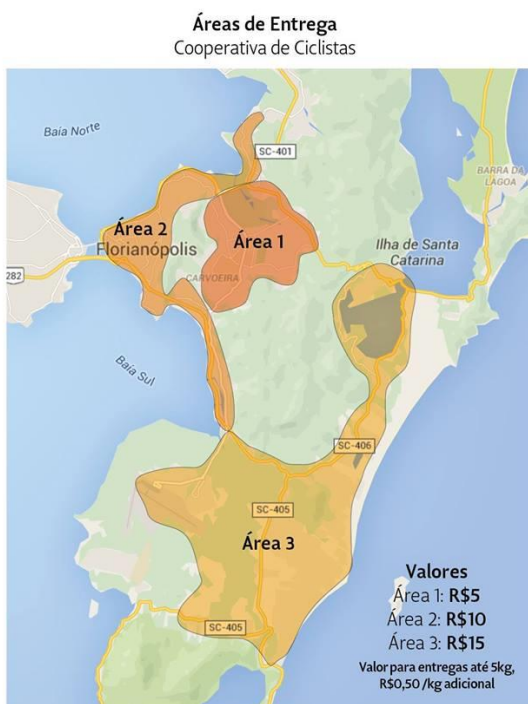 Áreas de Entrega
Cooperativa de Ciclistas
Baia Norte
SC-401
BARRA DA
LAGOA
Área 2
Florianópolis
Área 1
Ilha de Santa
Catarina
282
CARVOEIRA
Baia Sul
SC-406
SC-405
Área 3
Valores
Área 1: R$5
Área 2: R$10
Área 3: R$15
SC-405
Valor para entregas até 5kg,
R$0,50 /kg adicional